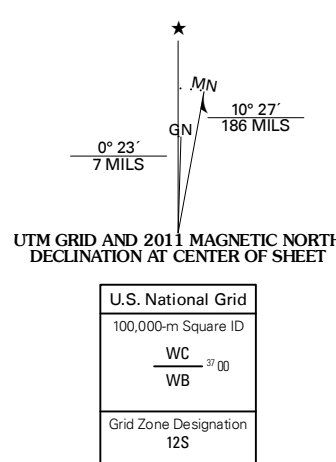 ★
MN
GN
10° 27´
186 MILS
0° 23´
7 MILS
UTM GRID AND 2011 MAGNETIC NORTH
DECLINATION AT CENTER OF SHEET
U.S. National Grid
100,000-m Square ID
WC
37 00
WB
Grid Zone Designation
12S